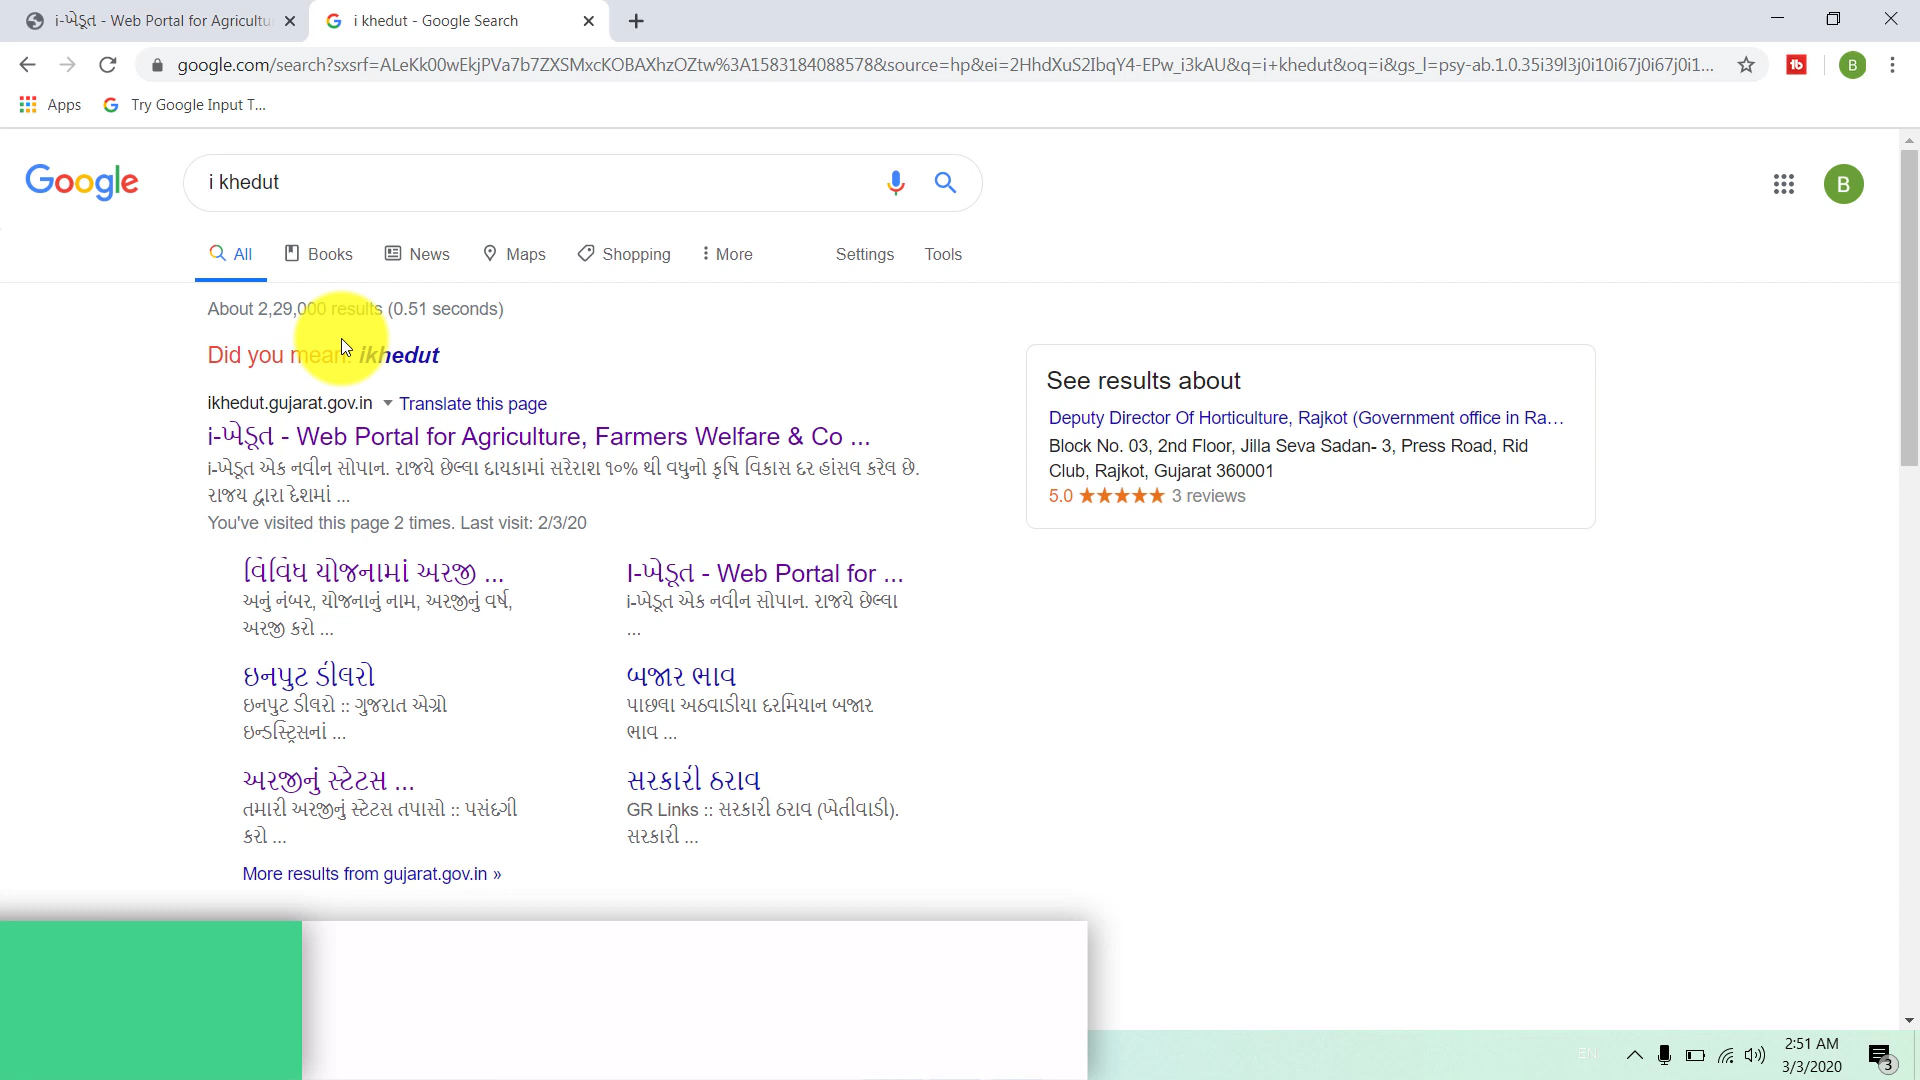 i-ખેડૂત - Web Portal for Agricultu
i khedut - Google Search
google.com/search?sxsrf=ALeKk00wEkjPVa7b7ZXSMxcKOBAXhzOZtw%3A1583184088578&source=hp&ei=2HhdXuS2IbqY4-EPw_i3kAU&q=i+khedut&oq=i&gs_l=psy-ab.1.0.35i39l3j0i10i67j0i67j0i1...
B
Apps
Try Google Input T...
Google
i khedut
B
All
Books
News
Maps
Shopping
More
Settings
Tools
About 2,29,000 results (0.51 seconds)
Did you mean: ikhedut
ikhedut.gujarat.gov.in
Translate this page
i-ખેડૂત - Web Portal for Agriculture, Farmers Welfare & Co ...
i-ખેડૂત એક નવીન સોપાન. રાજયે છેલ્લા દાયકામાં સરેરાશ ૧૦% થી વધુનો કૃષિ વિકાસ દર હાંસલ કરેલ છે.
રાજય દ્વારા દેશમાં ...
You've visited this page 2 times. Last visit: 2/3/20
વિવિધ યોજનામાં અરજી ...
અનું નંબર, યોજનાનું નામ, અરજીનું વર્ષ,
અરજી કરો ...
I-ખેડૂત - Web Portal for ...
i-ખેડૂત એક નવીન સોપાન. રાજયે છેલ્લા
...
ઇનપુટ ડીલરો
ઇનપુટ ડીલરો :: ગુજરાત એગ્રો
ઇન્ડસ્ટ્રિસનાં ...
બજાર ભાવ
પાછલા અઠવાડીયા દરમિયાન બજાર
ભાવ ...
અરજીનું સ્ટેટસ ...
તમારી અરજીનું સ્ટેટસ તપાસો :: પસંદગી
કરો ...
સરકારી ઠરાવ
GR Links :: સરકારી ઠરાવ (ખેતીવાડી).
સરકારી ...
More results from gujarat.gov.in »
See results about
Deputy Director Of Horticulture, Rajkot (Government office in Ra...
Block No. 03, 2nd Floor, Jilla Seva Sadan- 3, Press Road, Rid
Club, Rajkot, Gujarat 360001
5.0 ★★★★★ 3 reviews
EN
2:51 AM
3/3/2020
3